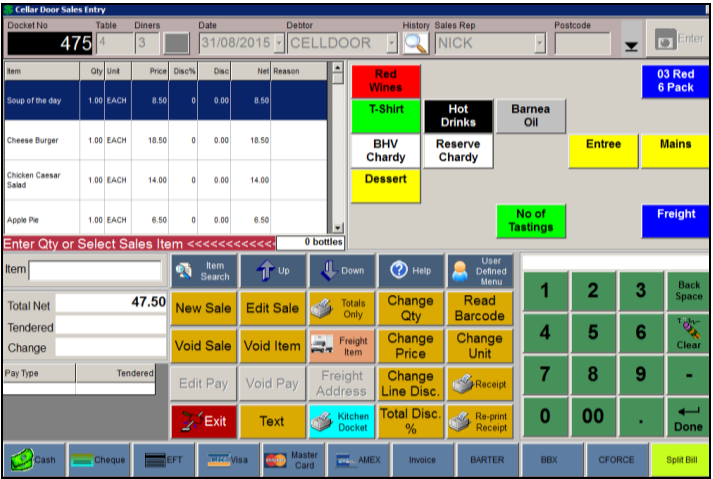 Cellar Door Sales Entry
Docket No Table Diners Date Debtor History Sales Rep Postcode
475 4 3 31/08/2015 CELLDOOR NICK Enter
Item Qty Unit Price Disc% Disc Net Reason
Soup of the day 1.00 EACH 8.50 0 0.00 8.50
Cheese Burger 1.00 EACH 18.50 0 0.00 18.50
Chicken Caesar
Salad 1.00 EACH 14.00 0 0.00 14.00
Apple Pie 1.00 EACH 6.50 0 0.00 6.50
Red
Wines
03 Red
6 Pack
T-Shirt
Hot
Drinks
Barnea
Oil
BHV
Chardy
Reserve
Chardy
Entree
Mains
Dessert
No of
Tastings
Freight
Enter Qty or Select Sales Item <<<<<<<<<<<< 0 bottles
Item
Item
Search
Up
Down
Help
User
Defined
Menu
Total Net 47.50
Tendered
Change
Pay Type Tendered
New Sale
Edit Sale
Totals
Only
Change
Qty
Read
Barcode
Void Sale
Void Item
Freight
Item
Change
Price
Change
Unit
Edit Pay
Void Pay
Freight
Address
Change
Line Disc.
Receipt
Exit
Text
Kitchen
Docket
Total Disc.
%
Re-print
Receipt
1 2 3 Back
Space
4 5 6 Clear
7 8 9 -
0 00 . Done
Cash Cheque EFT Visa Master
Card AMEX Invoice BARTER BBX CFORCE Split Bill